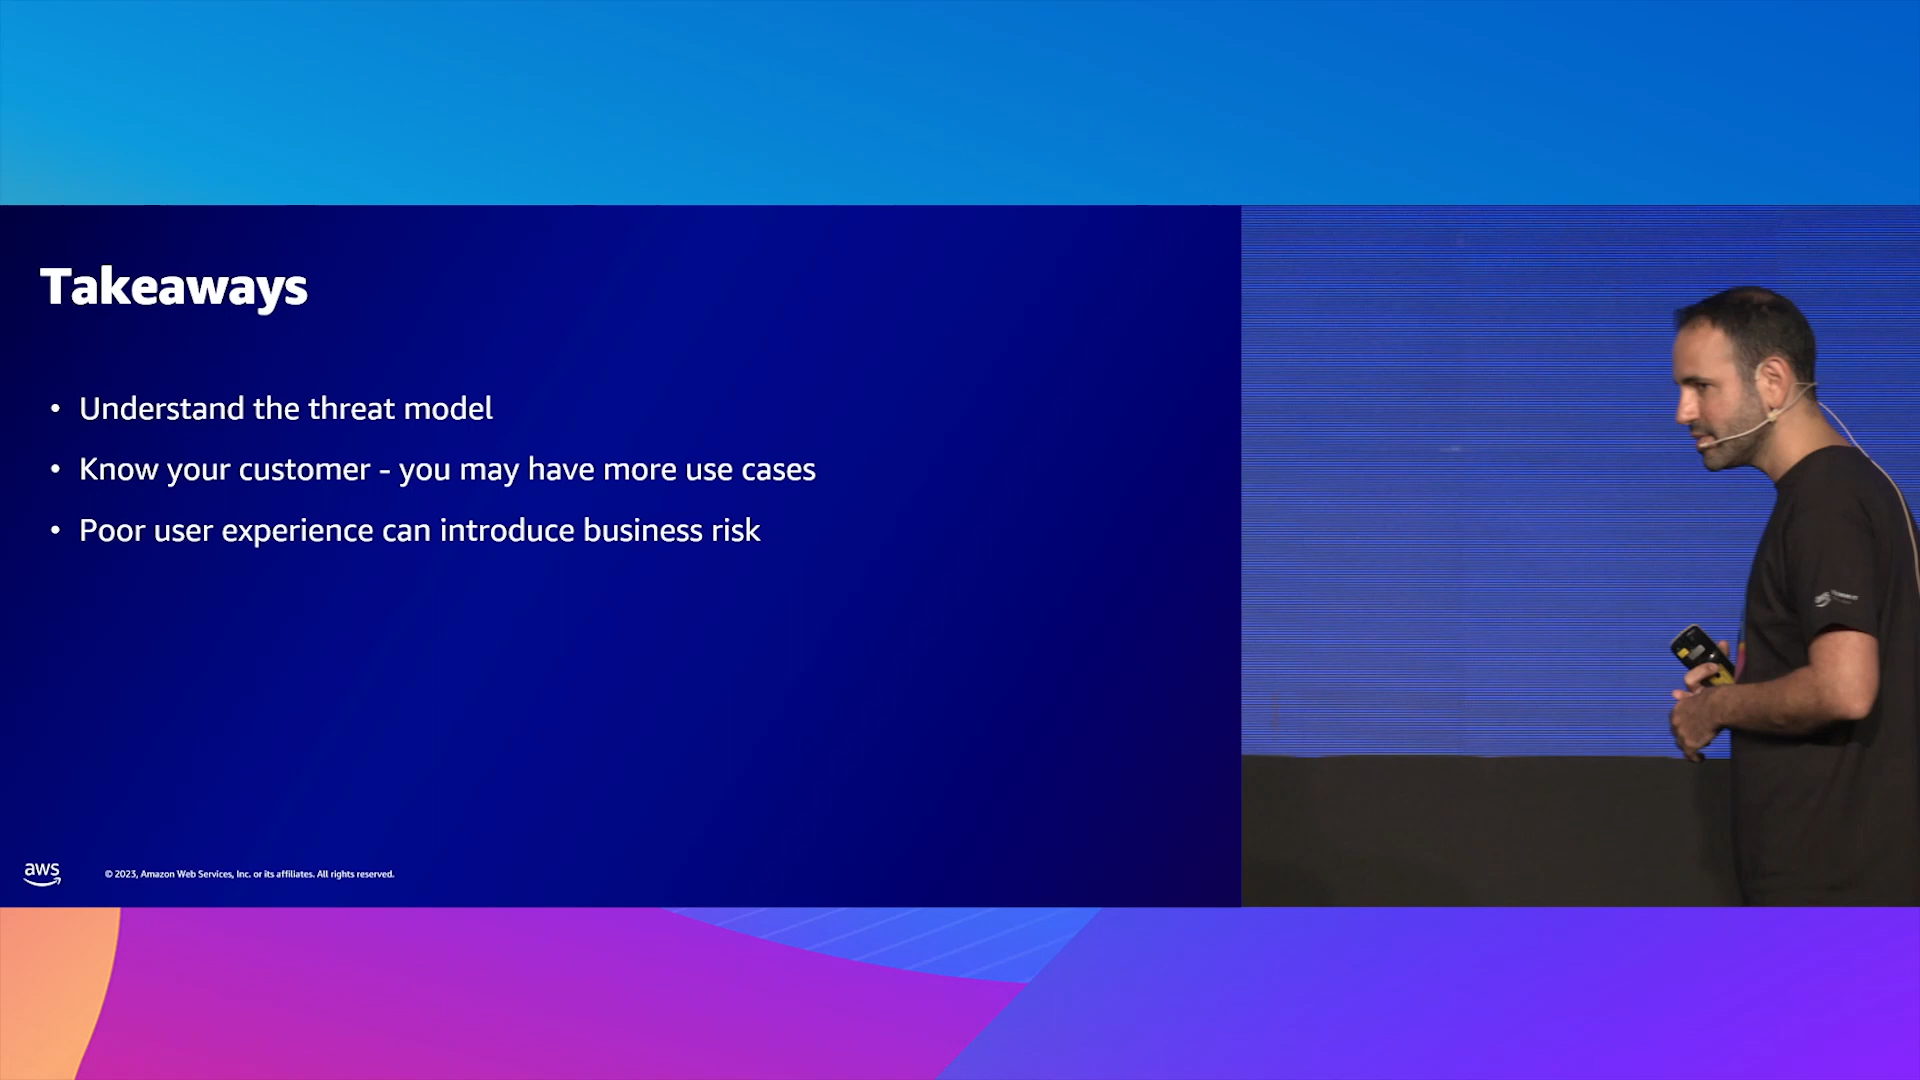 Takeaways
• Understand the threat model
• Know your customer - you may have more use cases
• Poor user experience can introduce business risk
aws
© 2023, Amazon Web Services, Inc. or its affiliates. All rights reserved.
aws